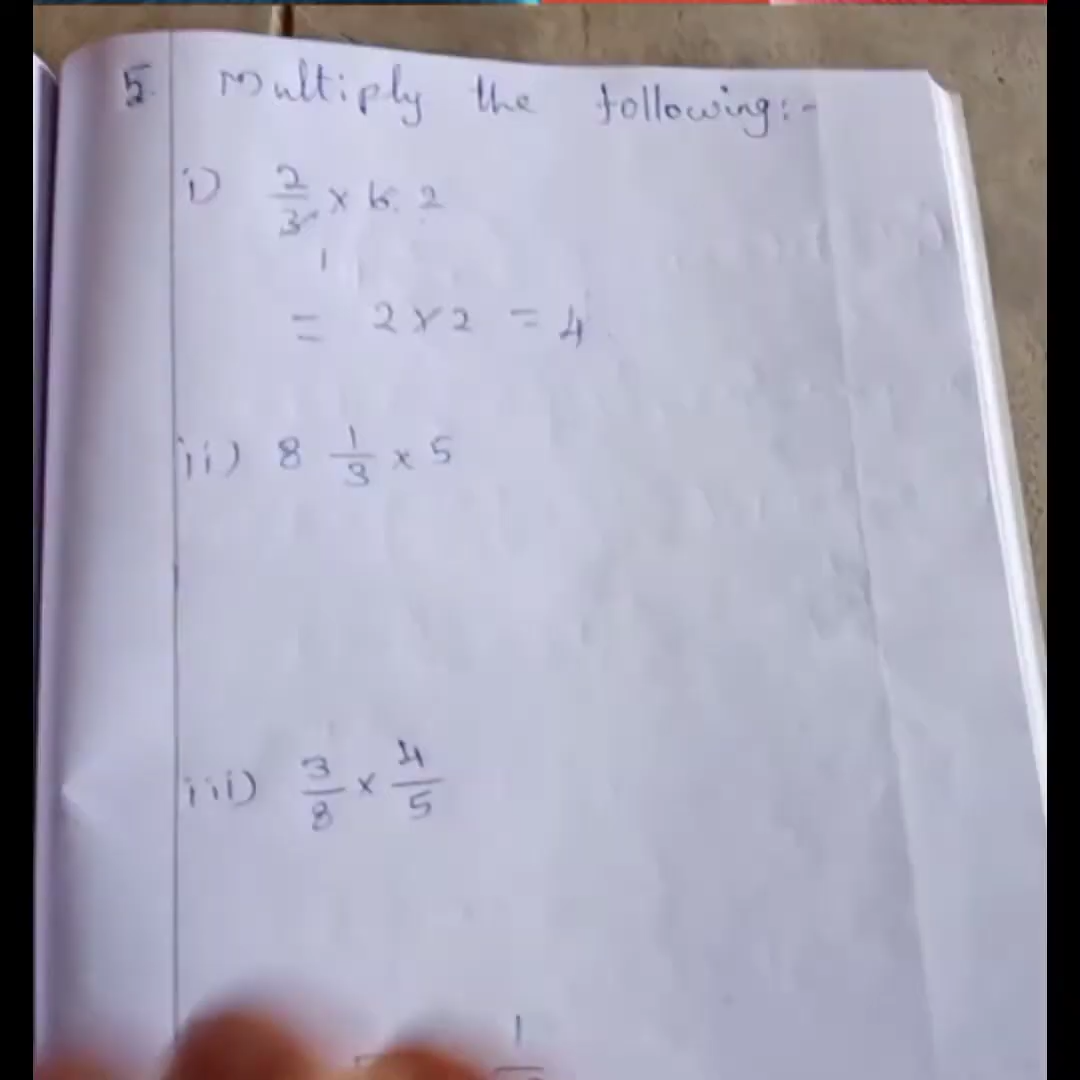 5. Multiply the following:-
i) 2/3 × 6 2
1
= 2 × 2 = 4
ii) 8 1/3 × 5
iii) 3/8 × 4/5
1